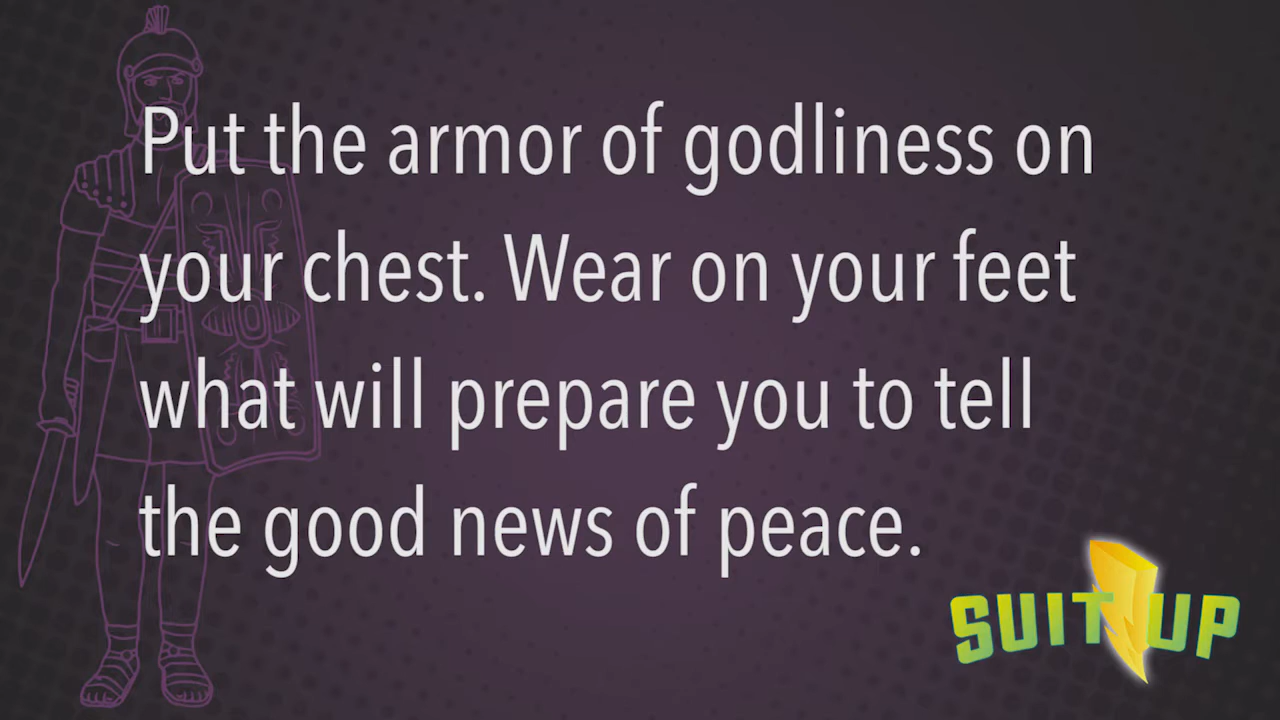 Put the armor of godliness on
your chest. Wear on your feet
what will prepare you to tell
the good news of peace.
SUIT UP